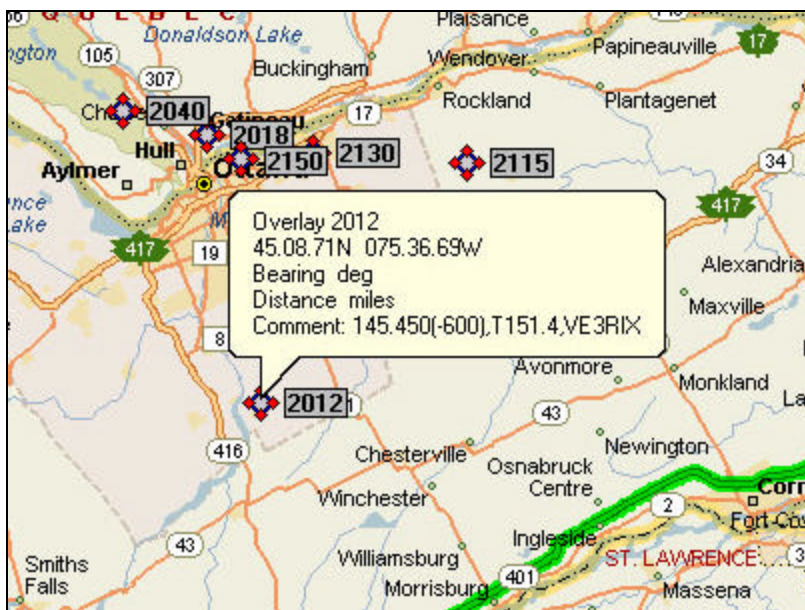 QUEBEC
Donaldson Lake
Plaisance
17
Papineauville
105
307
Buckingham
Wendover
Rockland
Plantagenet
17
2040
Gatineau
2018
2130
2115
34
Hull
2150
Aylmer
Ottawa
Lake
417
417
19
Overlay 2012
45.08.71N 075.36.69W
Bearing deg
Distance miles
Comment: 145.450(-600),T151.4,VE3RIX
Alexandria
Maxville
8
Avonmore
Monkland
2012
43
416
Chesterville
Newington
Osnabruck
Centre
Winchester
2
Ingleside
43
Williamsburg
ST. LAWRENCE
Smiths
Falls
Morrisburg
401
Massena